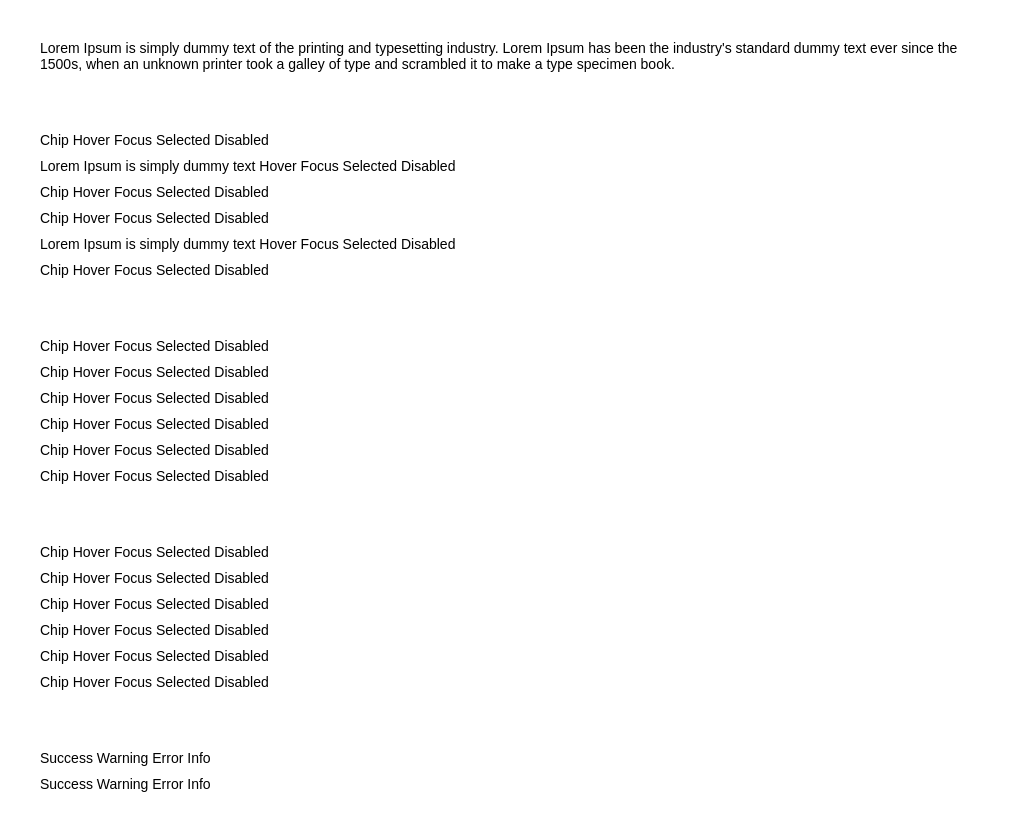 Lorem Ipsum is simply dummy text of the printing and typesetting industry. Lorem Ipsum has been the industry's standard dummy text ever since the
1500s, when an unknown printer took a galley of type and scrambled it to make a type specimen book.
Chip Hover Focus Selected Disabled
Lorem Ipsum is simply dummy text Hover Focus Selected Disabled
Chip Hover Focus Selected Disabled
Chip Hover Focus Selected Disabled
Lorem Ipsum is simply dummy text Hover Focus Selected Disabled
Chip Hover Focus Selected Disabled
Chip Hover Focus Selected Disabled
Chip Hover Focus Selected Disabled
Chip Hover Focus Selected Disabled
Chip Hover Focus Selected Disabled
Chip Hover Focus Selected Disabled
Chip Hover Focus Selected Disabled
Chip Hover Focus Selected Disabled
Chip Hover Focus Selected Disabled
Chip Hover Focus Selected Disabled
Chip Hover Focus Selected Disabled
Chip Hover Focus Selected Disabled
Chip Hover Focus Selected Disabled
Success Warning Error Info
Success Warning Error Info